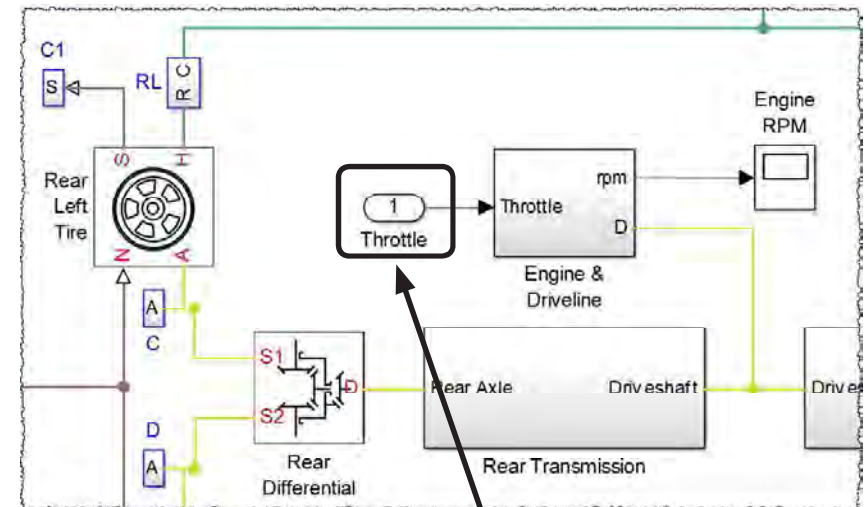 C1
S
RL
R C
Engine
RPM
S
H
Rear
Left
Tire
N
A
1
Throttle
Throttle
rpm
D
Engine &
Driveline
A
C
S1
S2
D
Rear
Differential
Rear Axle
Driveshaft
Rear Transmission
Drives
D
A